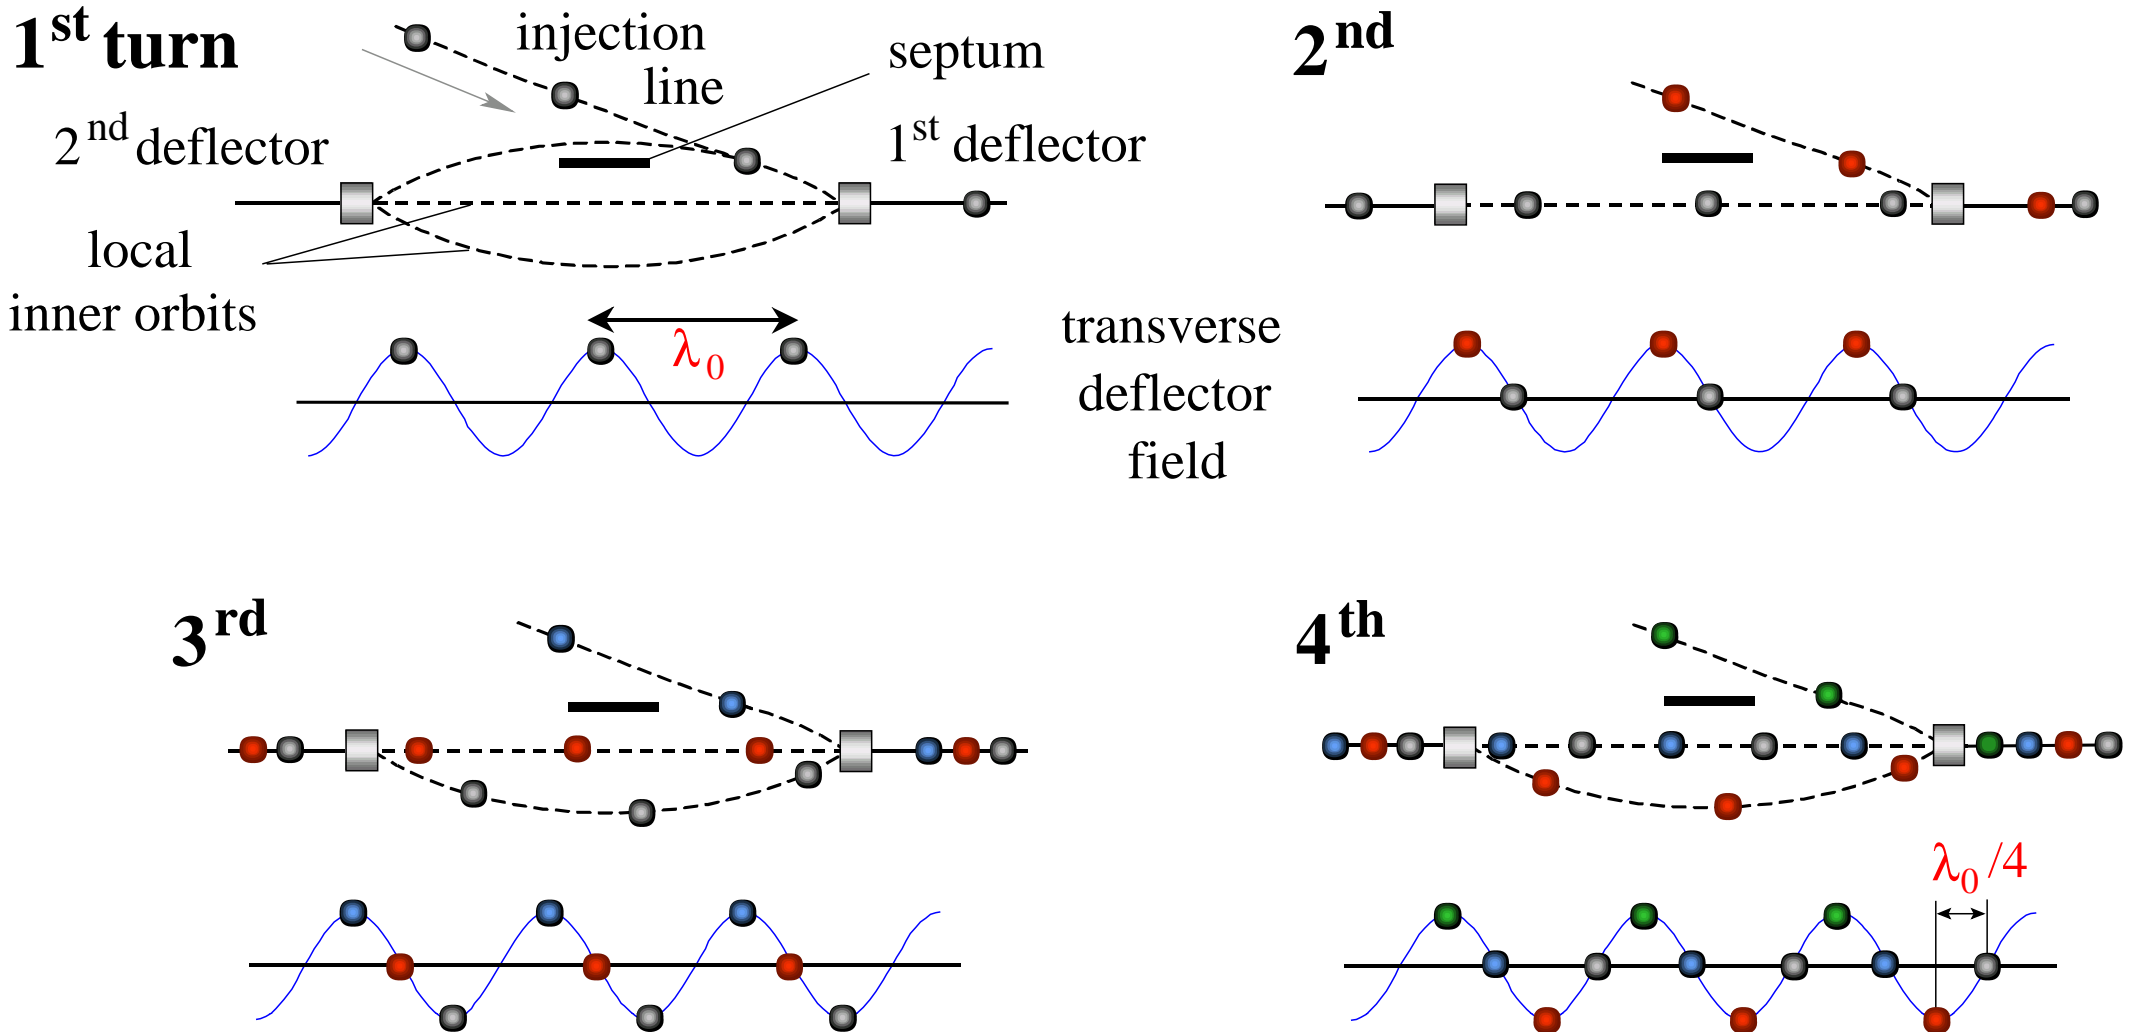 1st turn
injection
line
septum
2nd deflector
1st deflector
local
inner orbits
λ0
transverse
deflector
field
2nd
3rd
4th
λ0/4